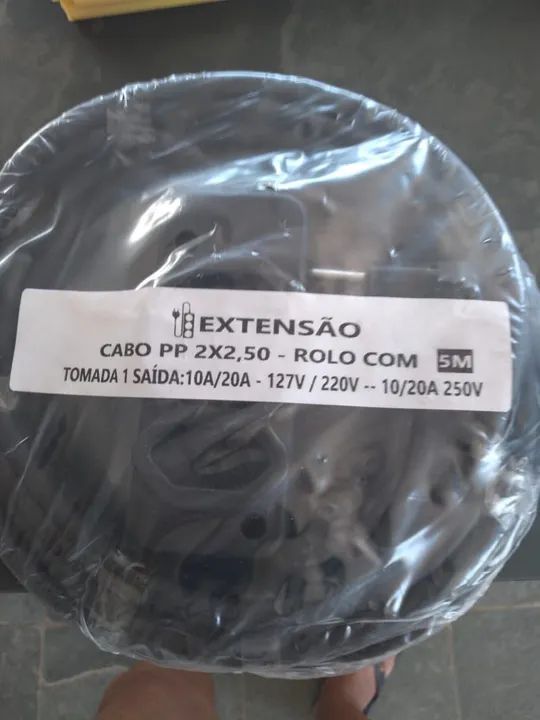 EXTENSÃO
CABO PP 2X2,50 - ROLO COM 5M
TOMADA 1 SAÍDA:10A/20A - 127V / 220V -- 10/20A 250V